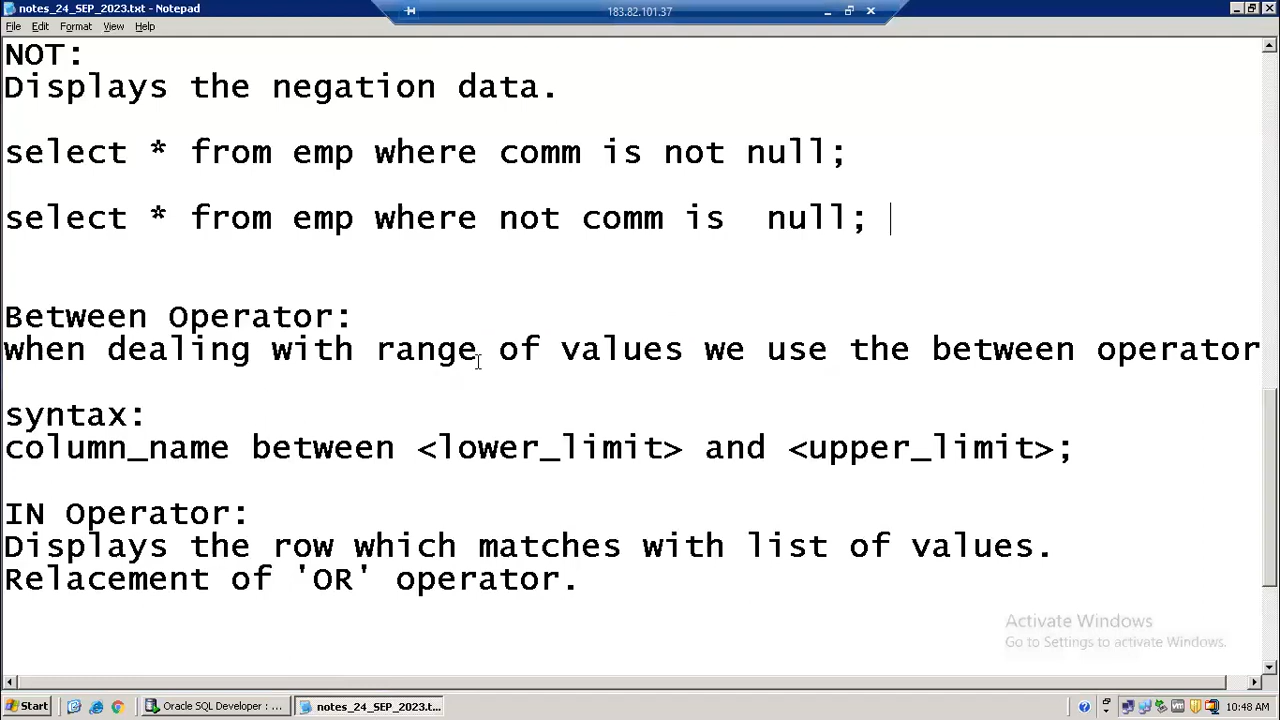 notes_24_SEP_2023.txt - Notepad
183.82.101.37
File Edit Format View Help
NOT:
Displays the negation data.
select * from emp where comm is not null;
select * from emp where not comm is  null;
Between Operator:
when dealing with range of values we use the between operator
syntax:
column_name between <lower_limit> and <upper_limit>;
IN Operator:
Displays the row which matches with list of values.
Relacement of 'OR' operator.
Activate Windows
Go to Settings to activate Windows.
Start
Oracle SQL Developer : ...
notes_24_SEP_2023.t...
10:48 AM